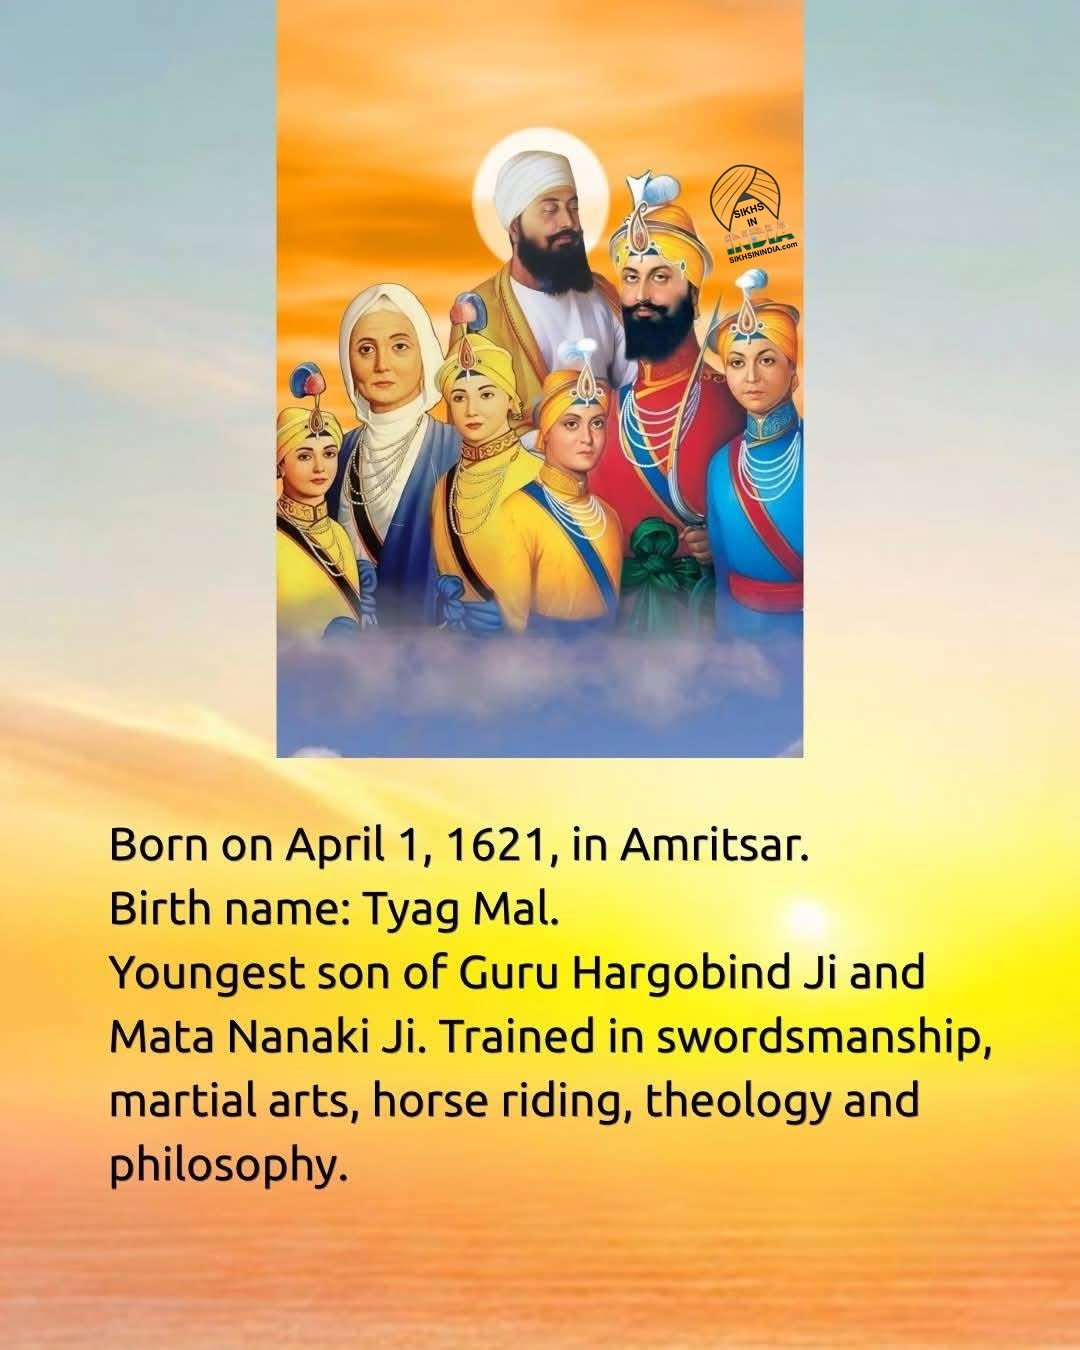 SIKHS
IN
INDIA
SIKHSININDIA.com
Born on April 1, 1621, in Amritsar.
Birth name: Tyag Mal.
Youngest son of Guru Hargobind Ji and
Mata Nanaki Ji. Trained in swordsmanship,
martial arts, horse riding, theology and
philosophy.